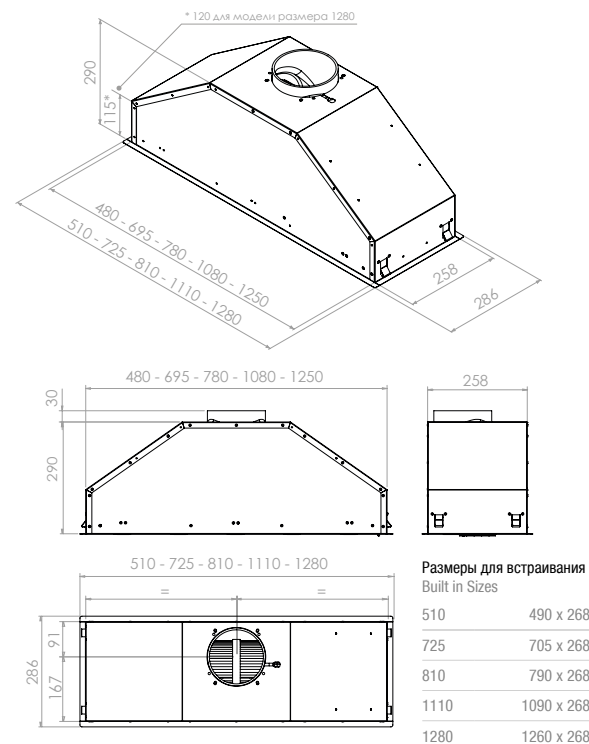 * 120 для модели размера 1280
290
115*
480 - 695 - 780 - 1080 - 1250
510 - 725 - 810 - 1110 - 1280
258
286
480 - 695 - 780 - 1080 - 1250
258
30
290
510 - 725 - 810 - 1110 - 1280
= =
286
91
167
Размеры для встраивания
Built in Sizes
510 490 x 268
725 705 x 268
810 790 x 268
1110 1090 x 268
1280 1260 x 268